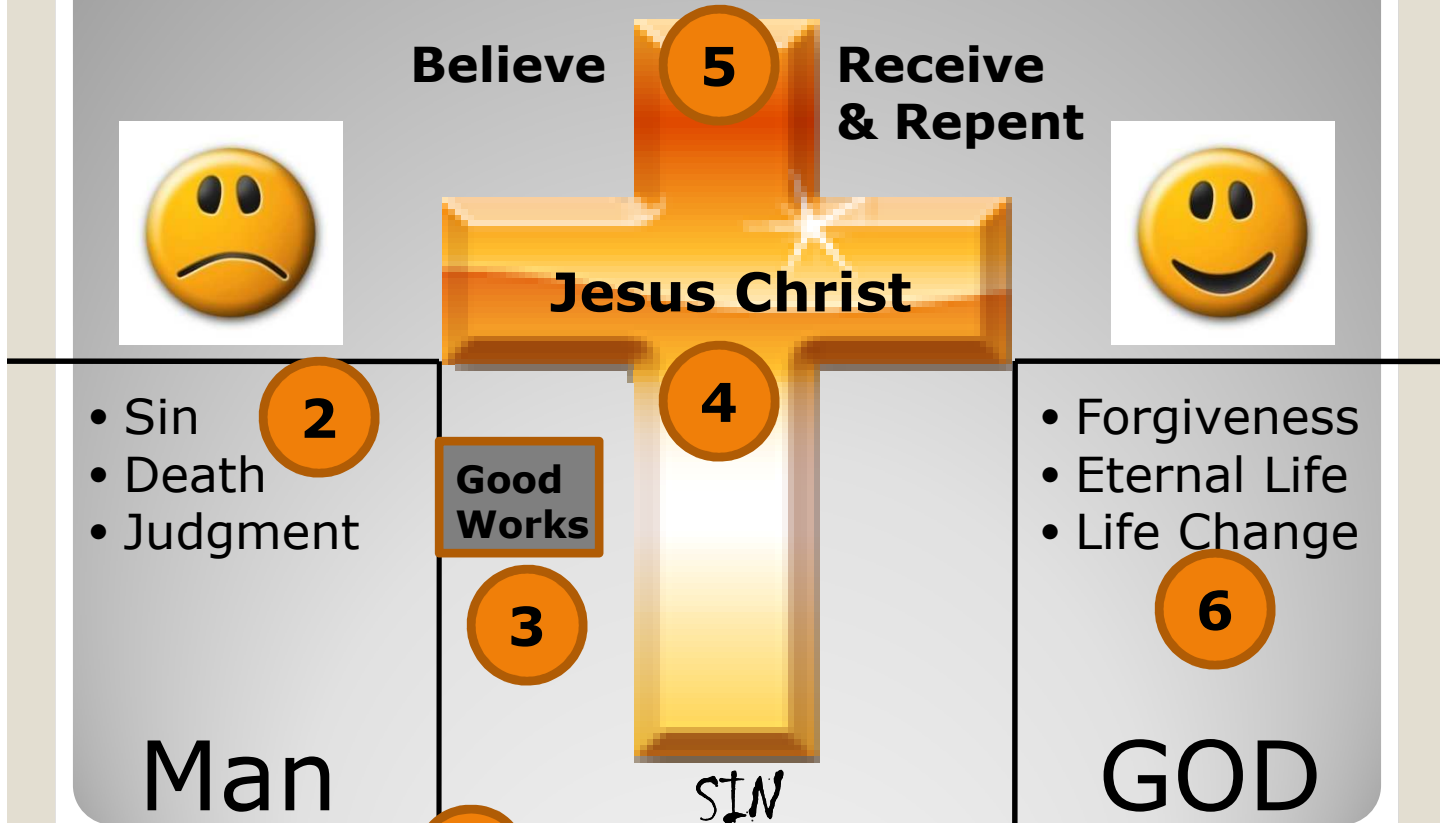 Believe
5
Receive
& Repent
Jesus Christ
4
• Sin
• Death
• Judgment
2
Good
Works
3
• Forgiveness
• Eternal Life
• Life Change
6
Man
SIN
GOD